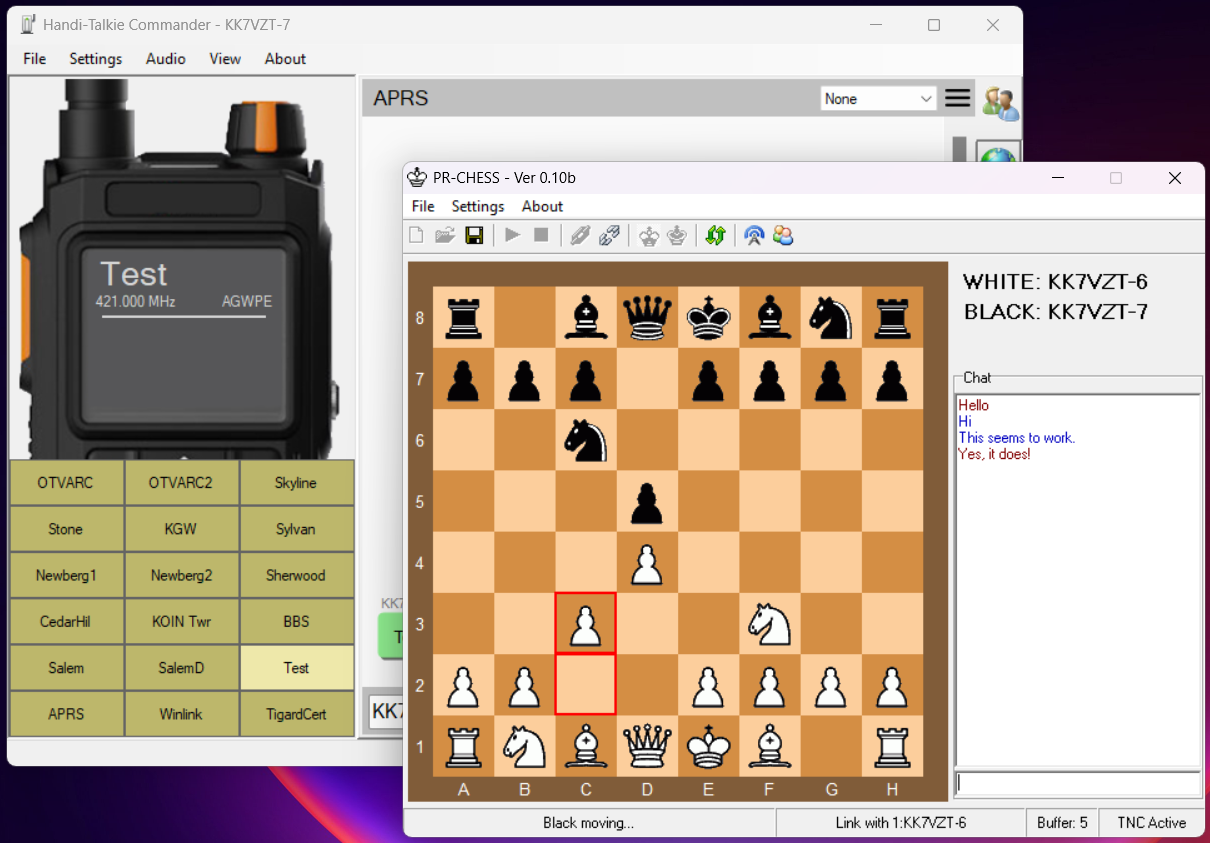 Handi-Talkie Commander - KK7VZT-7
File Settings Audio View About
APRS None
Test
421.000 MHz AGWPE
OTVARC OTVARC2 Skyline
Stone KGW Sylvan
Newberg1 Newberg2 Sherwood
CedarHil KOIN Twr BBS
Salem SalemD Test
APRS Winlink TigardCert
KK7
T
KK7
PR-CHESS - Ver 0.10b
File Settings About
8
7
6
5
4
3
2
1
A B C D E F G H
WHITE: KK7VZT-6
BLACK: KK7VZT-7
Chat
Hello
Hi
This seems to work.
Yes, it does!
Black moving... Link with 1:KK7VZT-6 Buffer: 5 TNC Active